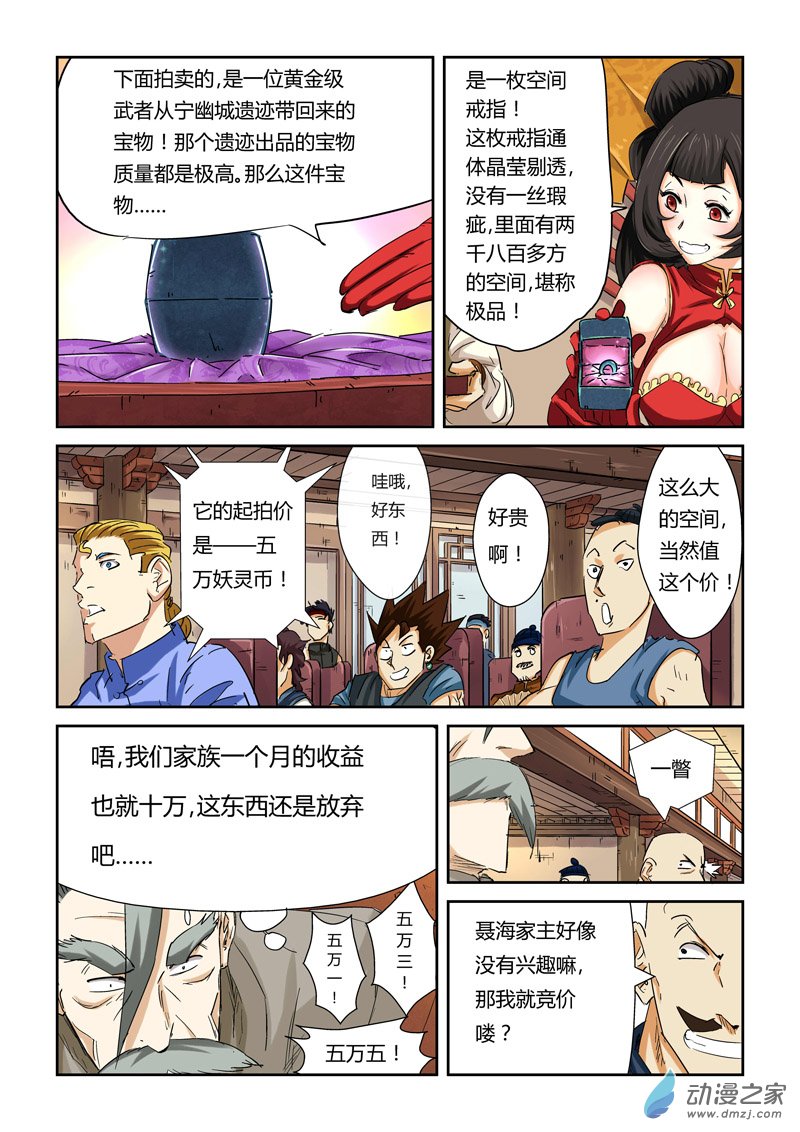 下面拍卖的，是一位黄金级
武者从宁幽城遗迹带回来的
宝物！那个遗迹出品的宝物
质量都是极高。那么这件宝
物……
是一枚空间
戒指！
这枚戒指通
体晶莹剔透，
没有一丝瑕
疵，里面有两
千八百多方
的空间，堪称
极品！
它的起拍价
是——五
万妖灵币！
哇哦，
好东
西！
好贵
啊！
这么大
的空间，
当然值
这个价！
唔，我们家族一个月的收益
也就十万，这东西还是放弃
吧……
五万一！
五万三！
五万五！
一瞥
聂海家主好像
没有兴趣嘛，
那我就竞价
喽？
动漫之家
www.dmzj.com